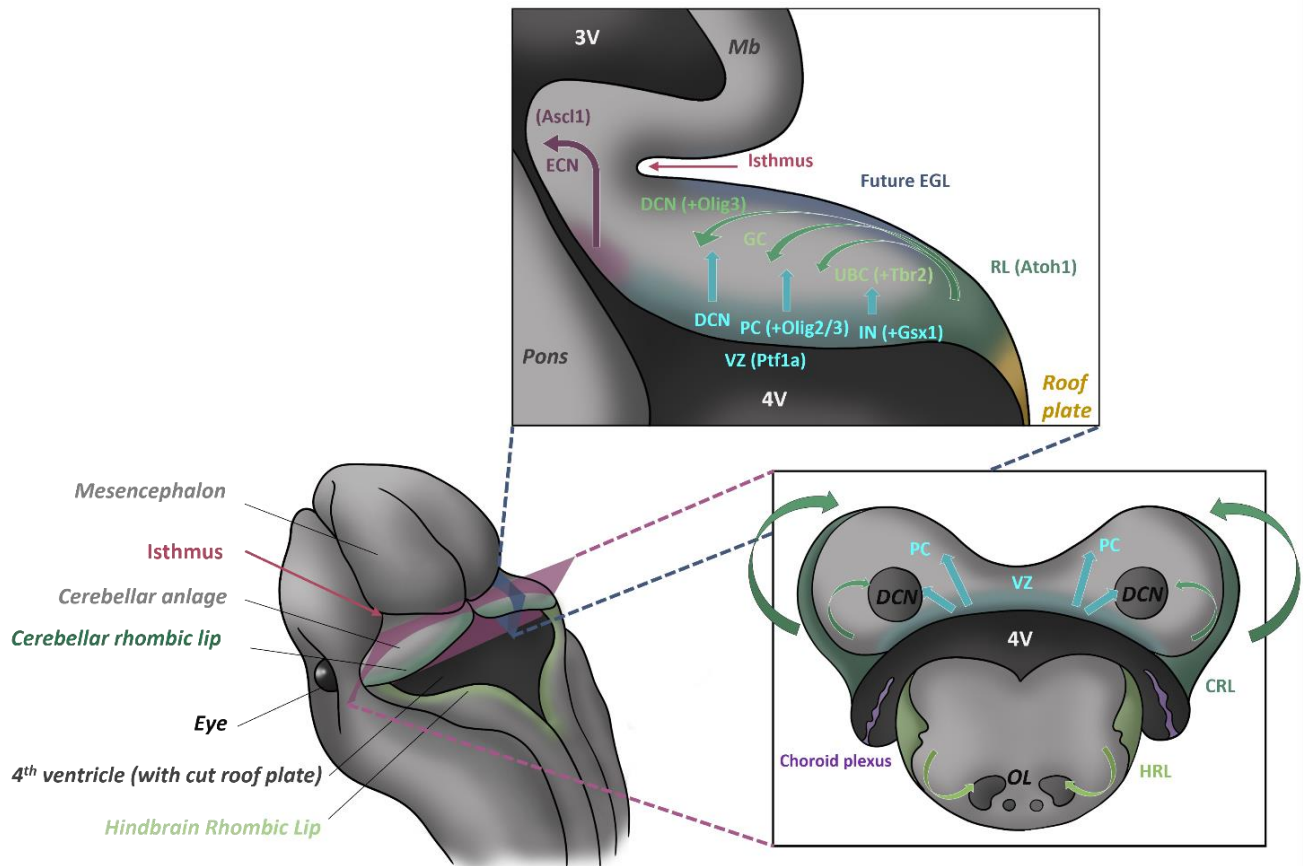 3V
Mb
(Ascl1)
ECN
Isthmus
Future EGL
DCN (+Olig3)
GC
UBC (+Tbr2)
RL (Atoh1)
DCN
PC (+Olig2/3)
IN (+Gsx1)
VZ (Ptf1a)
Pons
4V
Roof
plate
Mesencephalon
Isthmus
Cerebellar anlage
Cerebellar rhombic lip
Eye
4th ventricle (with cut roof plate)
Hindbrain Rhombic Lip
PC
PC
VZ
DCN
DCN
4V
CRL
Choroid plexus
OL
HRL